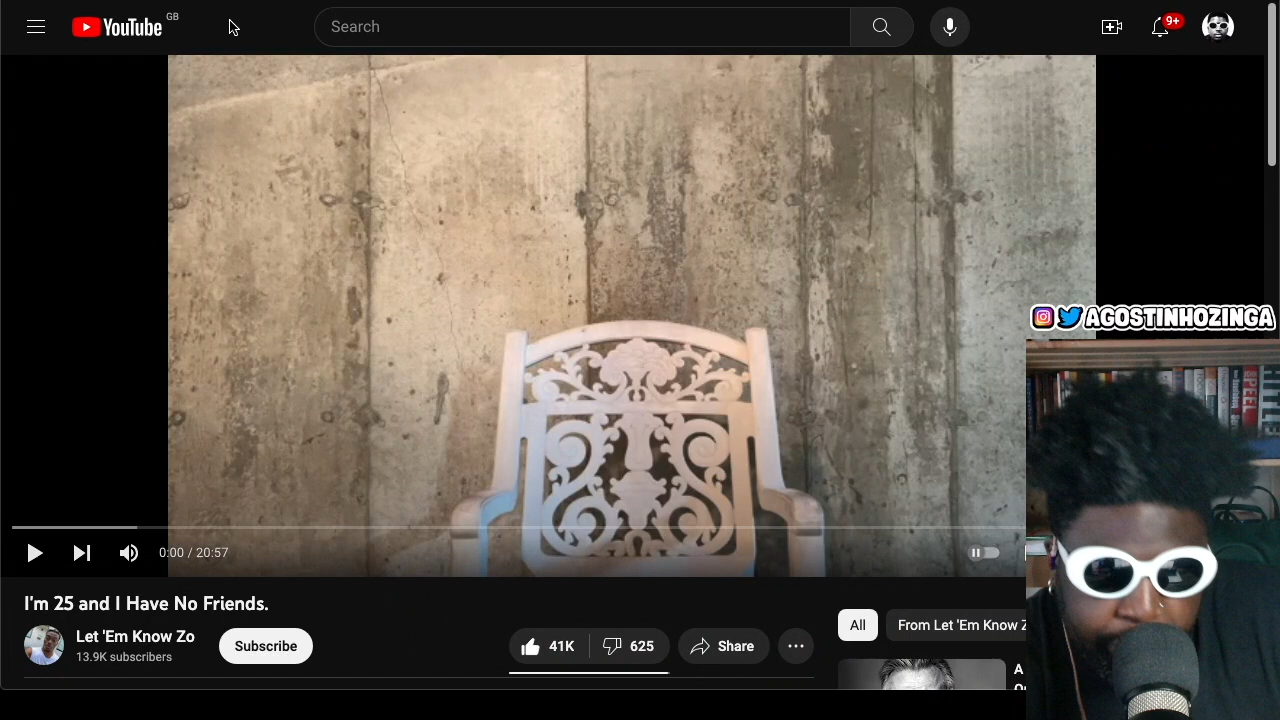 YouTube GB
Search
9+
AGOSTINHOZINGA
PEEL
0:00 / 20:57
I'm 25 and I Have No Friends.
Let 'Em Know Zo
13.9K subscribers
Subscribe
41K
625
Share
All
From Let 'Em Know Z
A